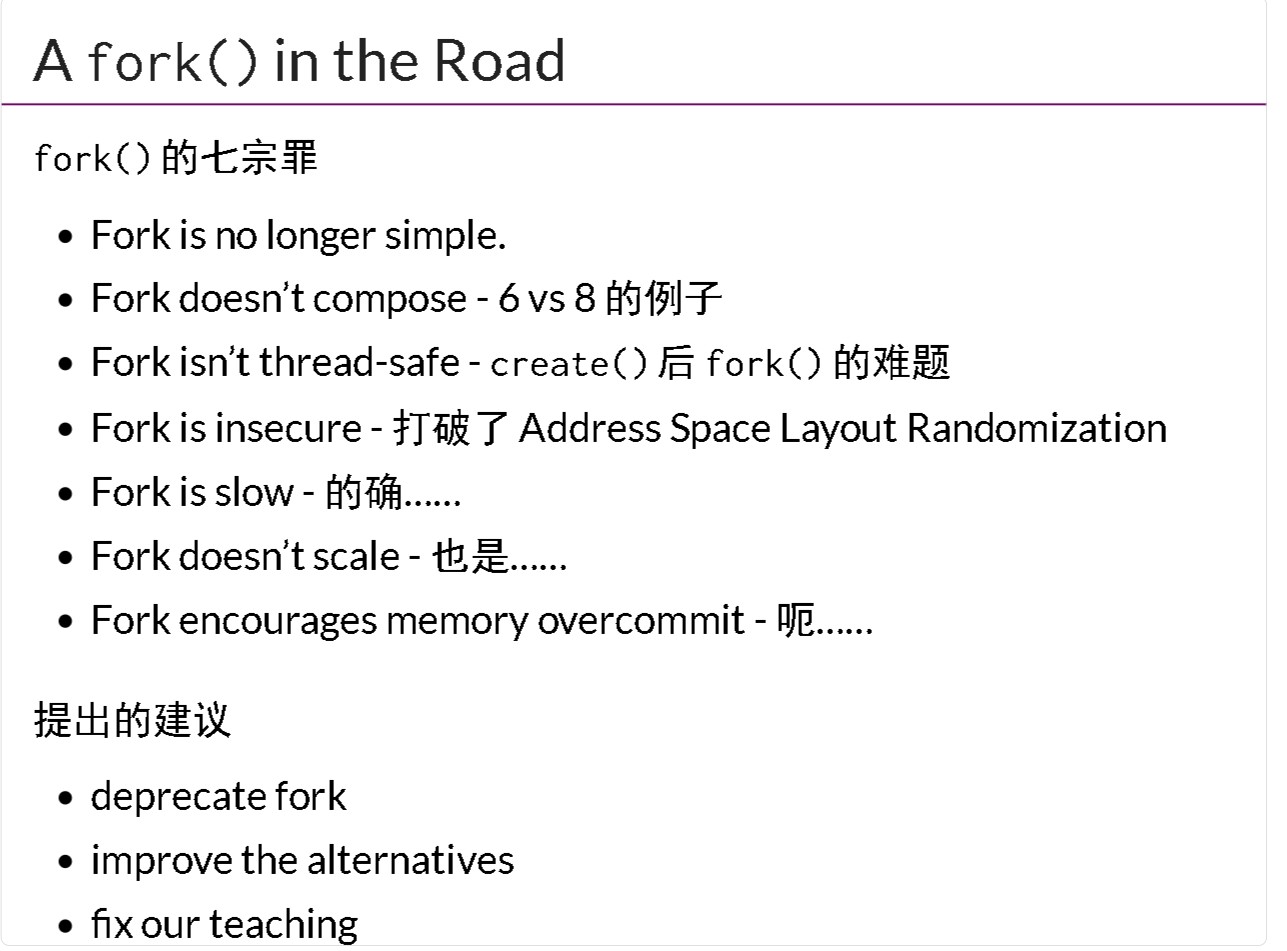 A fork() in the Road
fork() 的七宗罪
• Fork is no longer simple.
• Fork doesn’t compose - 6 vs 8 的例子
• Fork isn’t thread-safe - create() 后 fork() 的难题
• Fork is insecure - 打破了 Address Space Layout Randomization
• Fork is slow - 的确……
• Fork doesn’t scale - 也是……
• Fork encourages memory overcommit - 呃……
提出的建议
• deprecate fork
• improve the alternatives
• fix our teaching